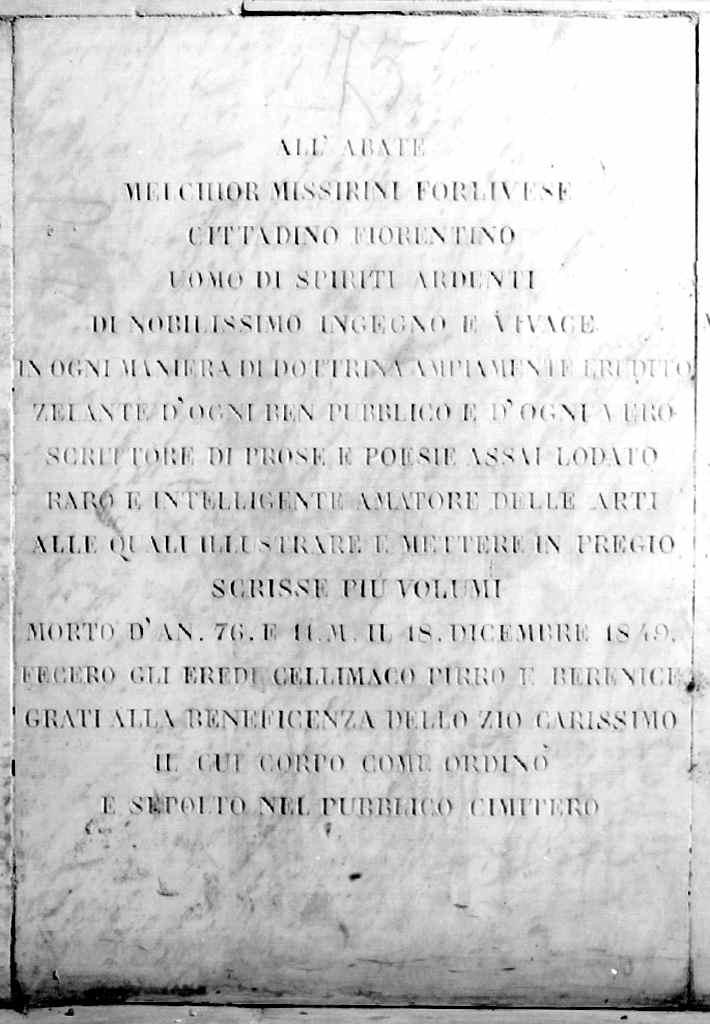 ALL' ABATE
MELCHIOR MISSIRINI FORLIVESE
CITTADINO FIORENTINO
UOMO DI SPIRITI ARDENTI
DI NOBILISSIMO INGEGNO E VIVACE
IN OGNI MANIERA DI DOTTRINA AMPIAMENTE ERUDITO
ZELANTE D'OGNI BEN PUBBLICO E D'OGNI VERO
SCRITTORE DI PROSE E POESIE ASSAI LODATO
RARO E INTELLIGENTE AMATORE DELLE ARTI
ALLE QUALI ILLUSTRARE E METTERE IN PREGIO
SCRISSE PIU VOLUMI
MORTO D'AN. 76. E 11. M. IL 18. DICEMBRE 1849.
FECERO GLI EREDI CELLIMACO PIRRO E BERENICE
GRATI ALLA BENEFICENZA DELLO ZIO CARISSIMO
IL CUI CORPO COME ORDINO'
E SEPOLTO NEL PUBBLICO CIMITERO